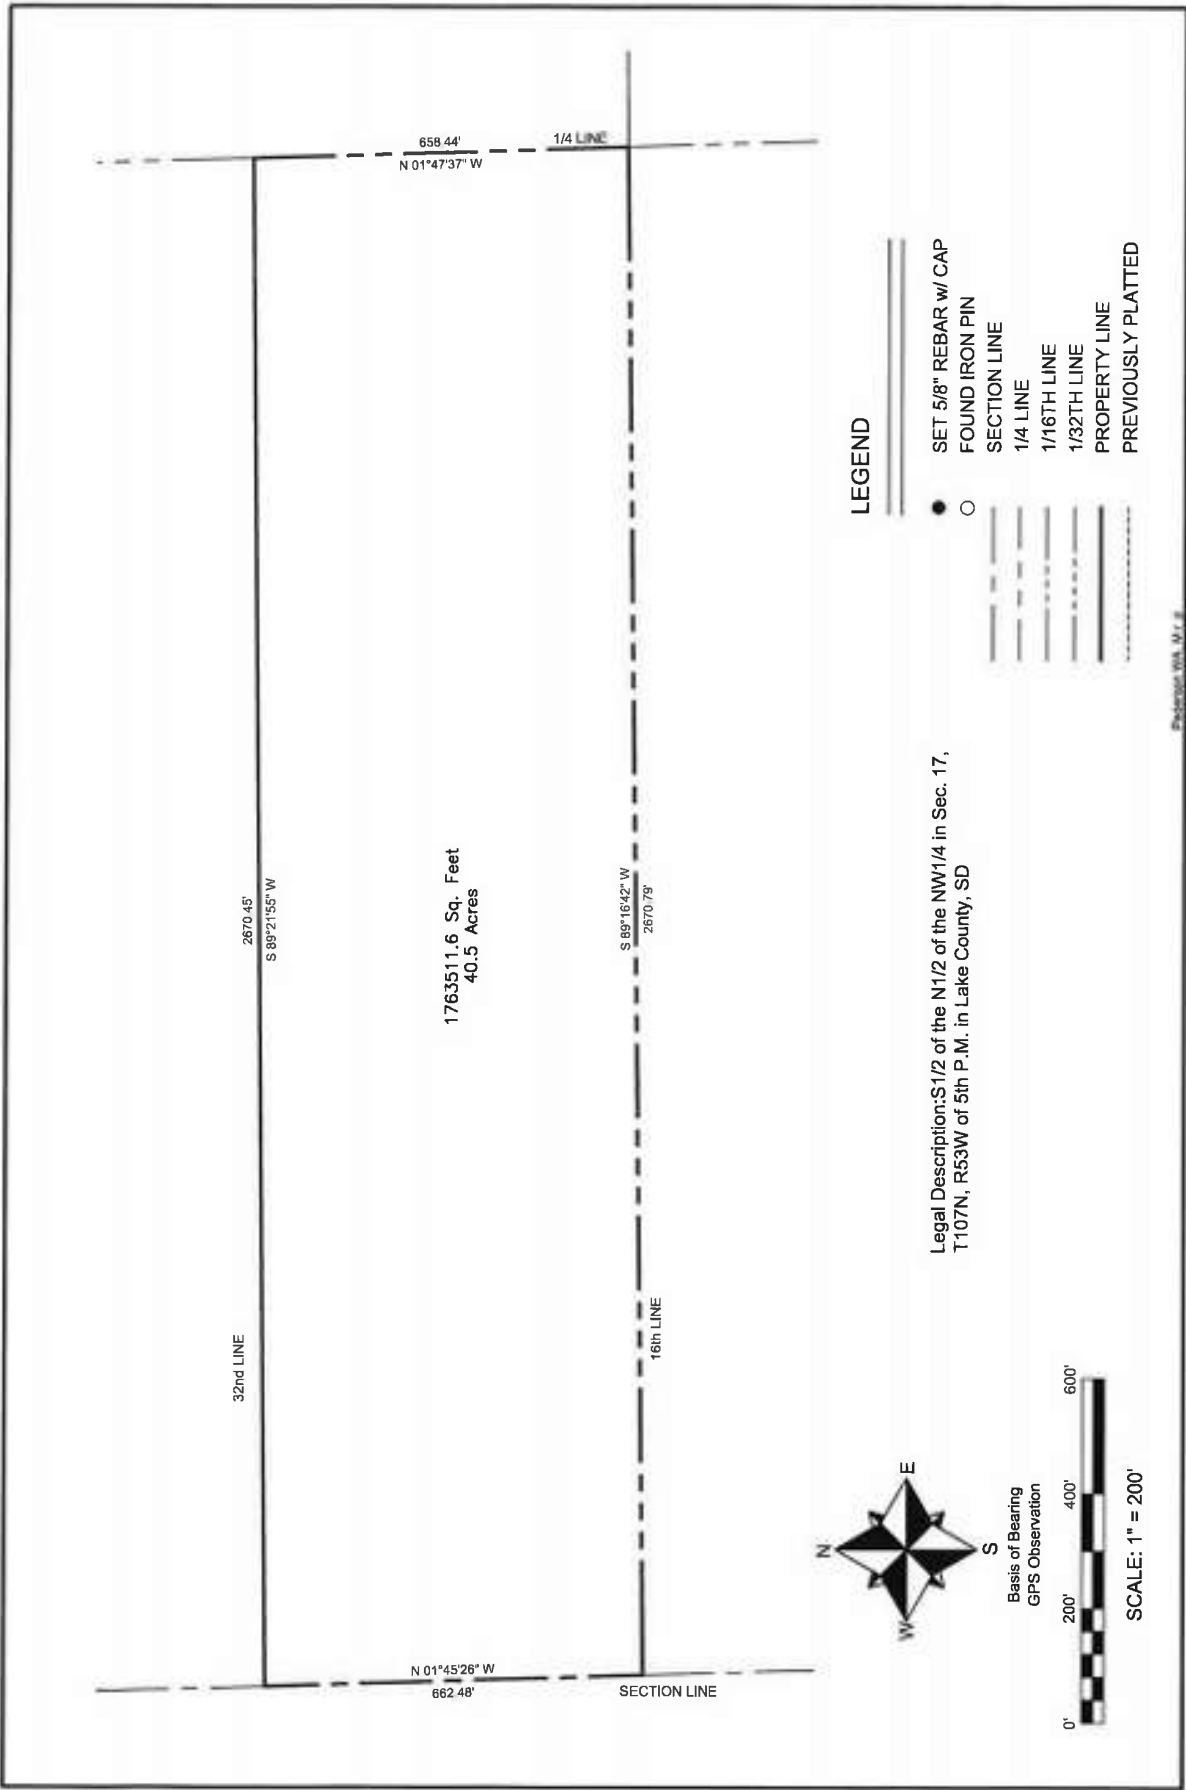 2670.45'
S 89°21'55" W
32nd LINE
658.44'
N 01°47'37" W
1/4 LINE
1763511.6 Sq. Feet
40.5 Acres
N 01°45'26" W
662.48'
SECTION LINE
S 89°16'42" W
2670.79'
16th LINE
N
W
E
S
Basis of Bearing
GPS Observation
0'
200'
400'
600'
SCALE: 1" = 200'
Legal Description:S1/2 of the N1/2 of the NW1/4 in Sec. 17,
T107N, R53W of 5th P.M. in Lake County, SD
LEGEND
SET 5/8" REBAR w/ CAP
FOUND IRON PIN
SECTION LINE
1/4 LINE
1/16TH LINE
1/32TH LINE
PROPERTY LINE
PREVIOUSLY PLATTED